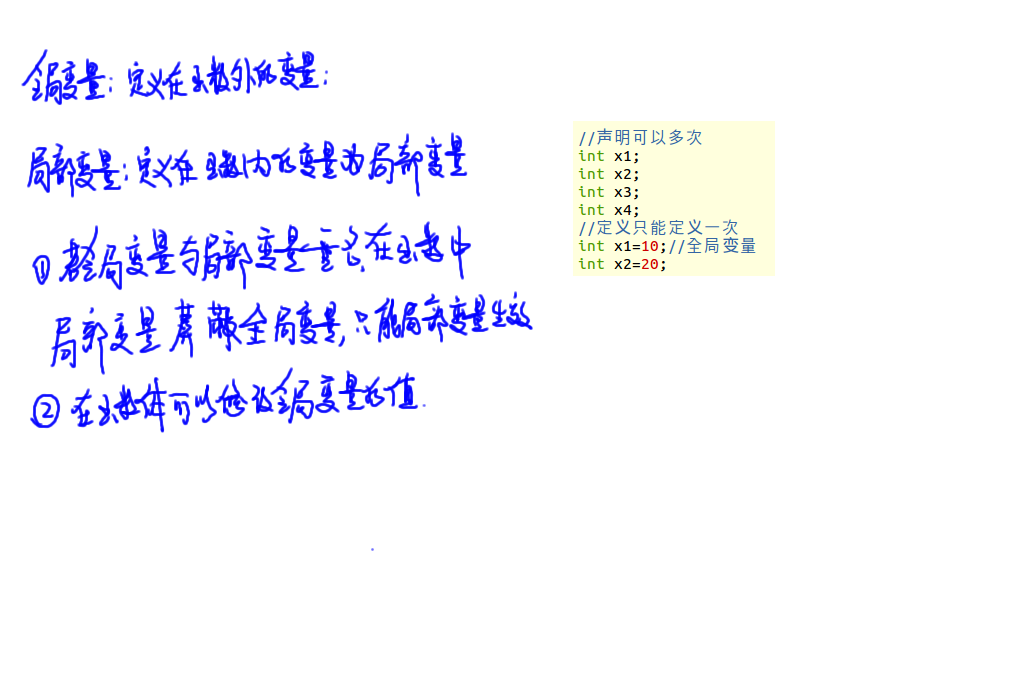 全局变量：定义在函数外的变量；
局部变量：定义在函数内的变量为局部变量
① 若全局变量与局部变量重名，在函数中
局部变量屏蔽全局变量，只能局部变量生效
② 在函数体可以修改全局变量的值.
//声明可以多次
int x1;
int x2;
int x3;
int x4;
//定义只能定义一次
int x1=10;//全局变量
int x2=20;